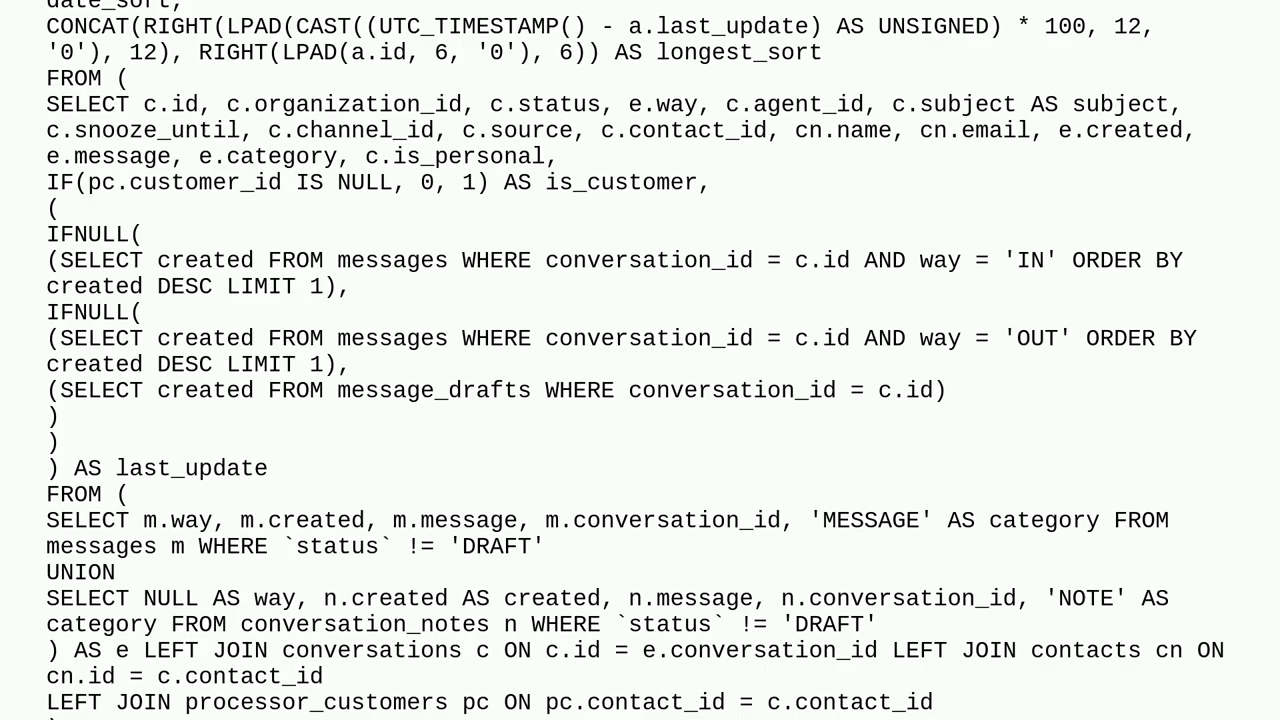 date_sort,
CONCAT(RIGHT(LPAD(CAST((UTC_TIMESTAMP() - a.last_update) AS UNSIGNED) * 100, 12,
'0'), 12), RIGHT(LPAD(a.id, 6, '0'), 6)) AS longest_sort
FROM (
SELECT c.id, c.organization_id, c.status, e.way, c.agent_id, c.subject AS subject,
c.snooze_until, c.channel_id, c.source, c.contact_id, cn.name, cn.email, e.created,
e.message, e.category, c.is_personal,
IF(pc.customer_id IS NULL, 0, 1) AS is_customer,
(
IFNULL(
(SELECT created FROM messages WHERE conversation_id = c.id AND way = 'IN' ORDER BY
created DESC LIMIT 1),
IFNULL(
(SELECT created FROM messages WHERE conversation_id = c.id AND way = 'OUT' ORDER BY
created DESC LIMIT 1),
(SELECT created FROM message_drafts WHERE conversation_id = c.id)
)
)
) AS last_update
FROM (
SELECT m.way, m.created, m.message, m.conversation_id, 'MESSAGE' AS category FROM
messages m WHERE `status` != 'DRAFT'
UNION
SELECT NULL AS way, n.created AS created, n.message, n.conversation_id, 'NOTE' AS
category FROM conversation_notes n WHERE `status` != 'DRAFT'
) AS e LEFT JOIN conversations c ON c.id = e.conversation_id LEFT JOIN contacts cn ON
cn.id = c.contact_id
LEFT JOIN processor_customers pc ON pc.contact_id = c.contact_id
)